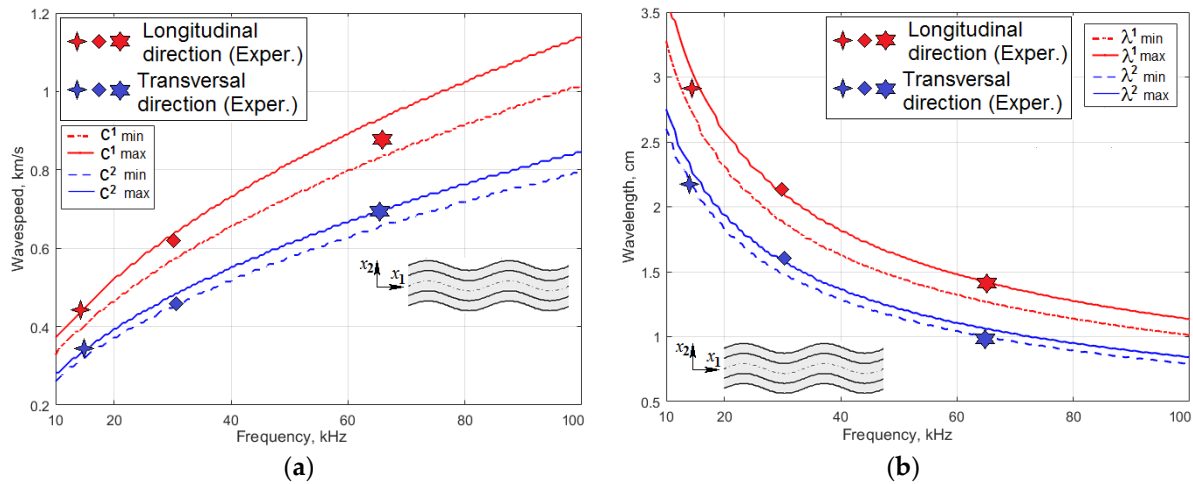 1.2
1
0.8
0.6
0.4
0.2
Wavespeed, km/s
Longitudinal
direction (Exper.)
Transversal
direction (Exper.)
c¹ min
c¹ max
c² min
c² max
x₂
x₁
10 20 40 60 80 100
Frequency, kHz
(a)
3.5
3
2.5
2
1.5
1
0.5
Wavelength, cm
Longitudinal
direction (Exper.)
Transversal
direction (Exper.)
λ¹ min
λ¹ max
λ² min
λ² max
x₂
x₁
10 20 40 60 80 100
Frequency, kHz
(b)